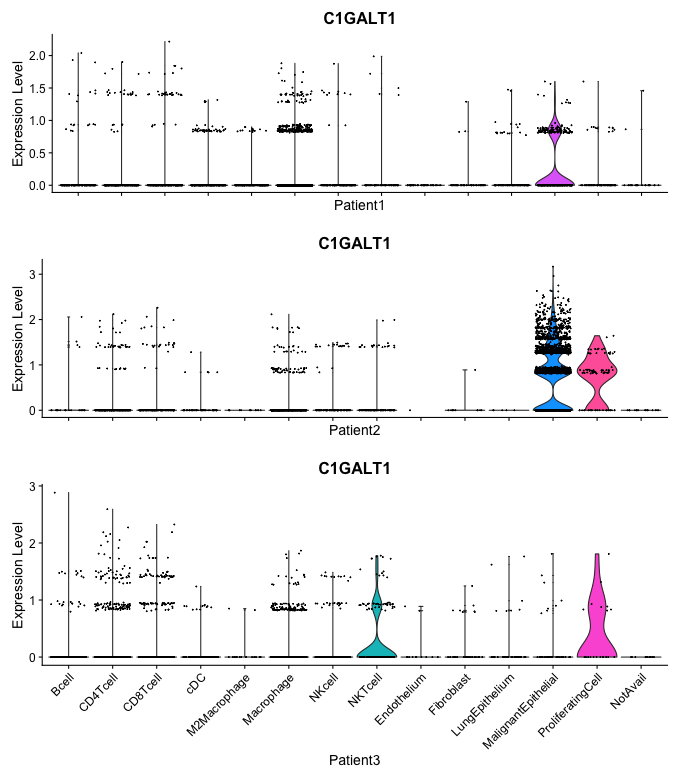 C1GALT1
Expression Level
2.0
1.5
1.0
0.5
0.0
Patient1
C1GALT1
Expression Level
3
2
1
0
Patient2
C1GALT1
Expression Level
3
2
1
0
Bcell
CD4Tcell
CD8Tcell
cDC
M2Macrophage
Macrophage
NKcell
NKTcell
Endothelium
Fibroblast
LungEpithelium
MalignantEpithelial
ProliferatingCell
NotAvail
Patient3